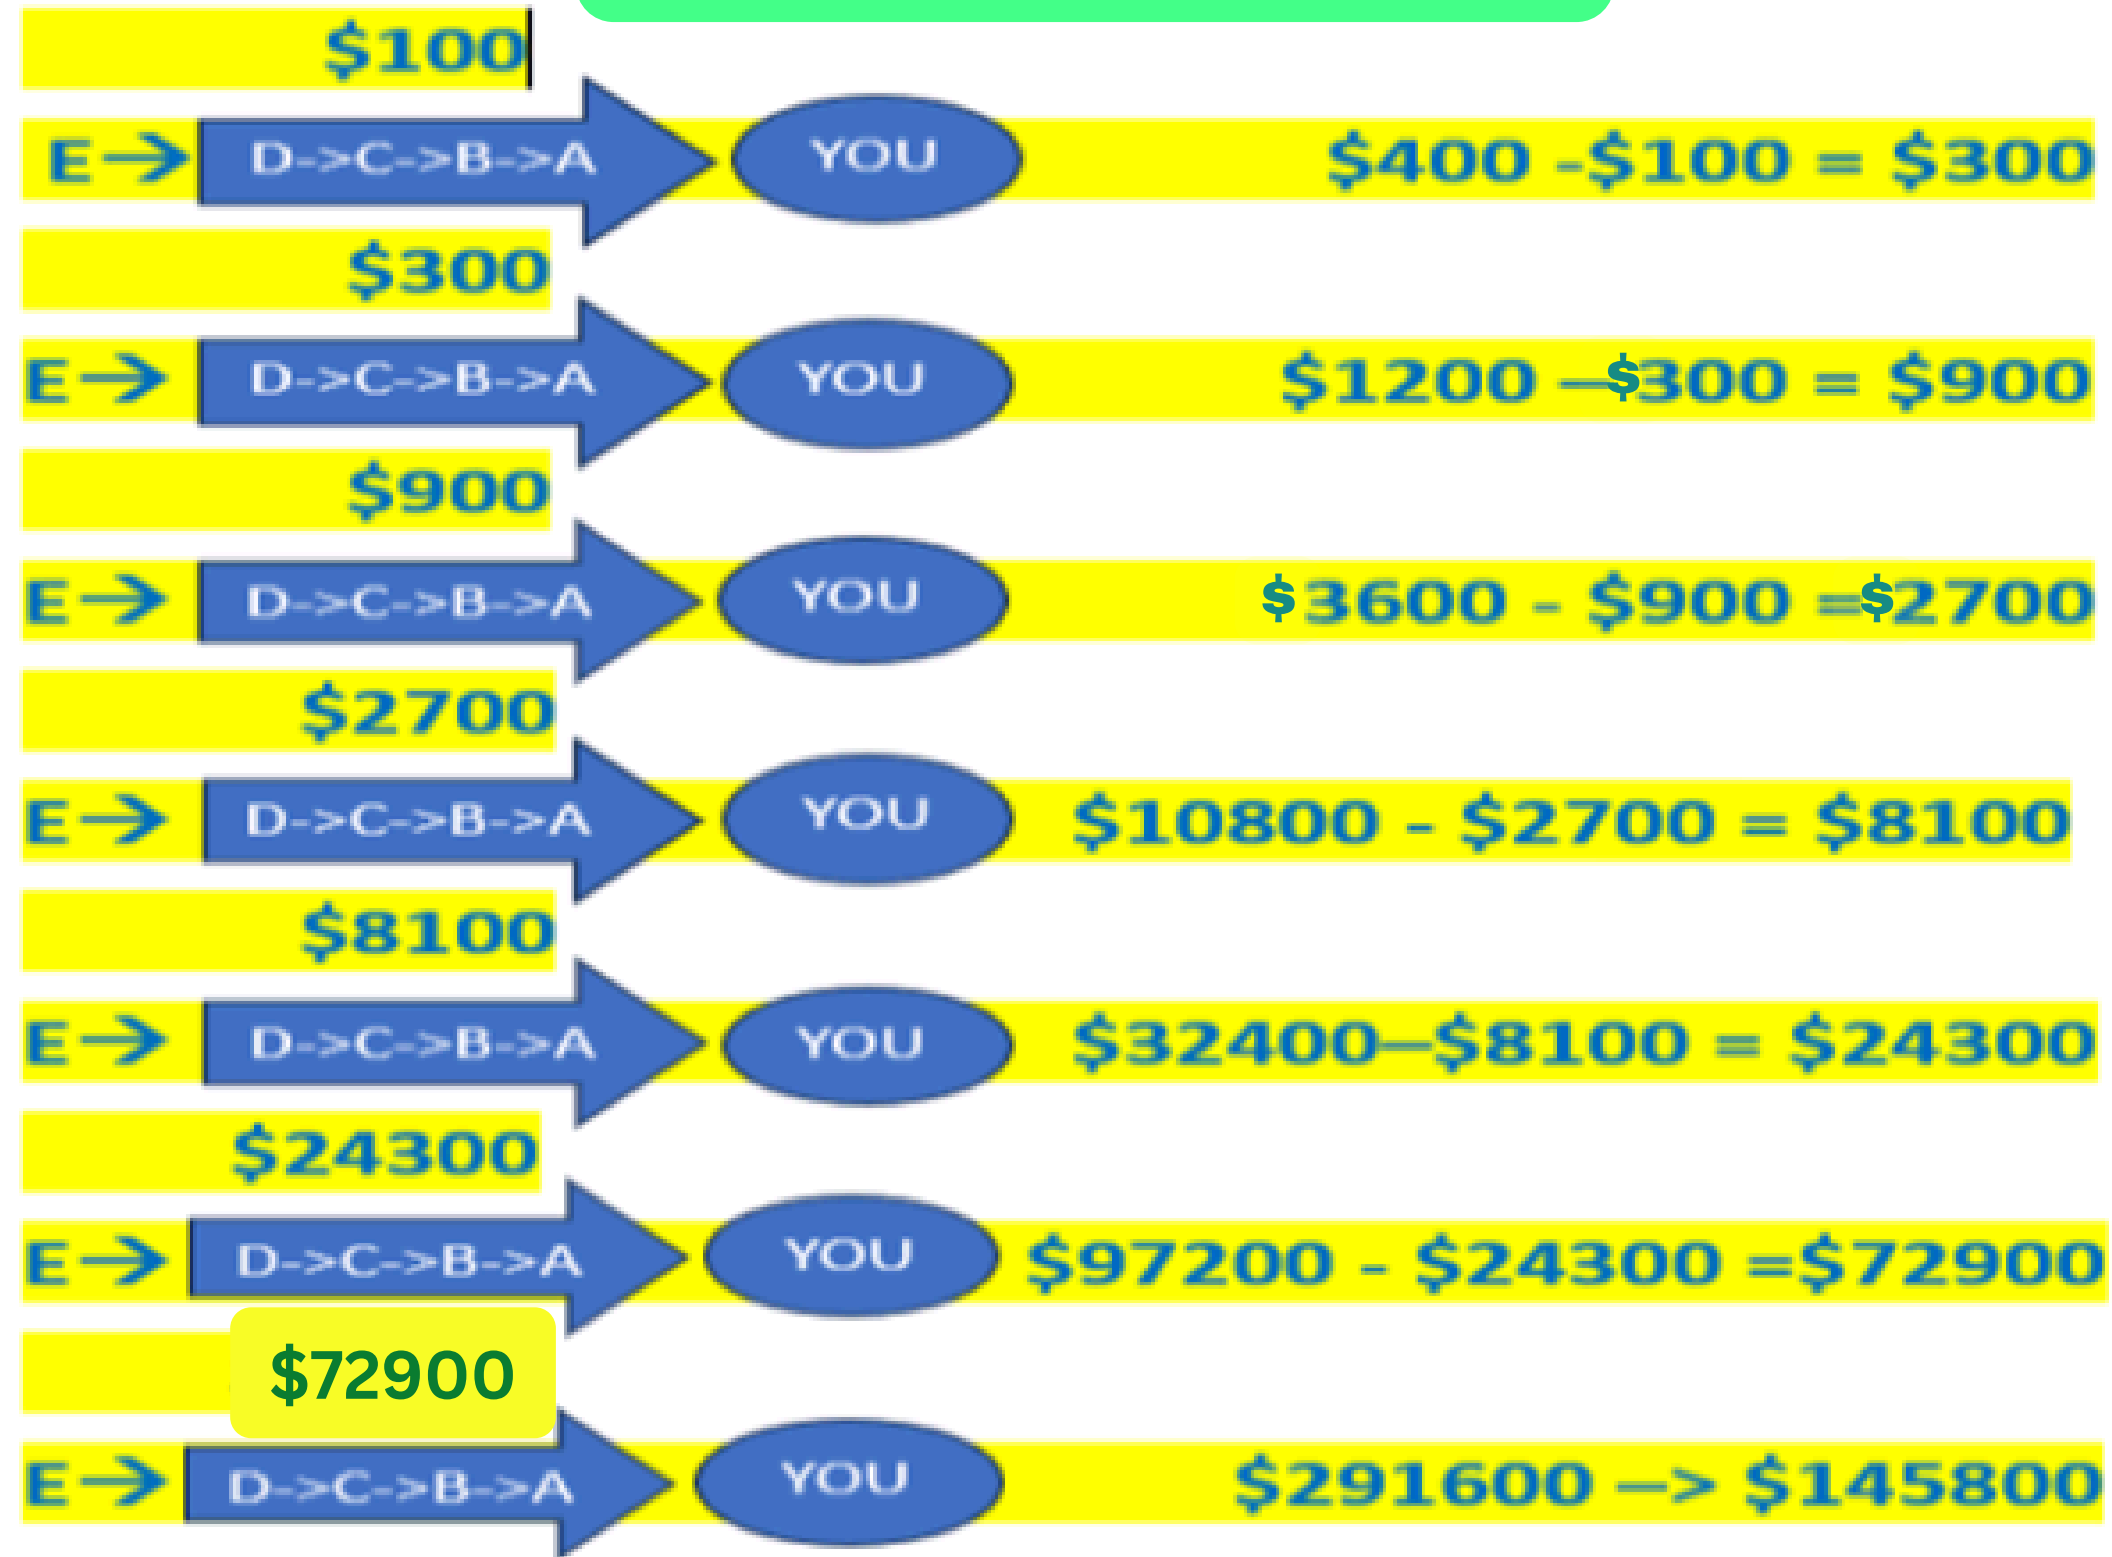 $100
E → D->C->B->A YOU $400 -$100 = $300
$300
E → D->C->B->A YOU $1200 –$300 = $900
$900
E → D->C->B->A YOU $3600 - $900 =$2700
$2700
E → D->C->B->A YOU $10800 - $2700 = $8100
$8100
E → D->C->B->A YOU $32400–$8100 = $24300
$24300
E → D->C->B->A YOU $97200 - $24300 =$72900
$72900
E → D->C->B->A YOU $291600 —> $145800